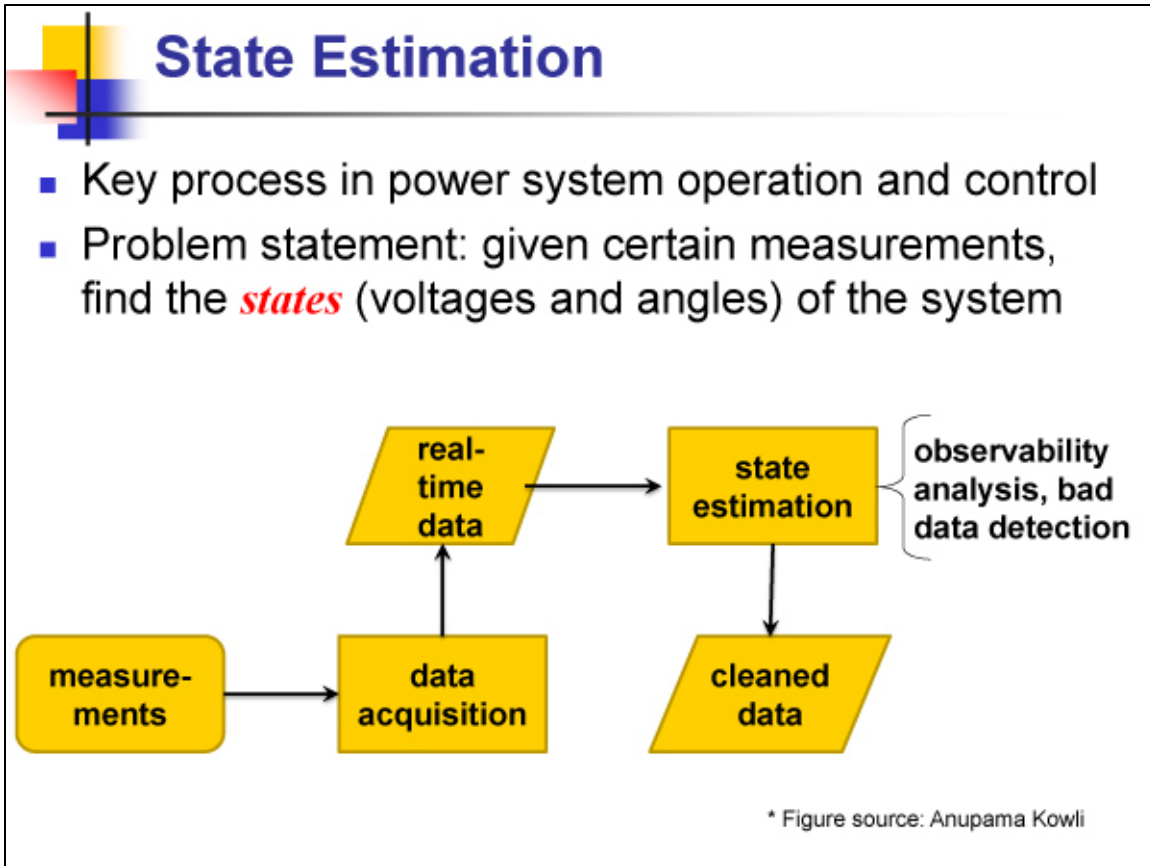 State Estimation
Key process in power system operation and control
Problem statement: given certain measurements,
find the states (voltages and angles) of the system
real-
time
data
state
estimation
observability
analysis, bad
data detection
measure-
ments
data
acquisition
cleaned
data
* Figure source: Anupama Kowli